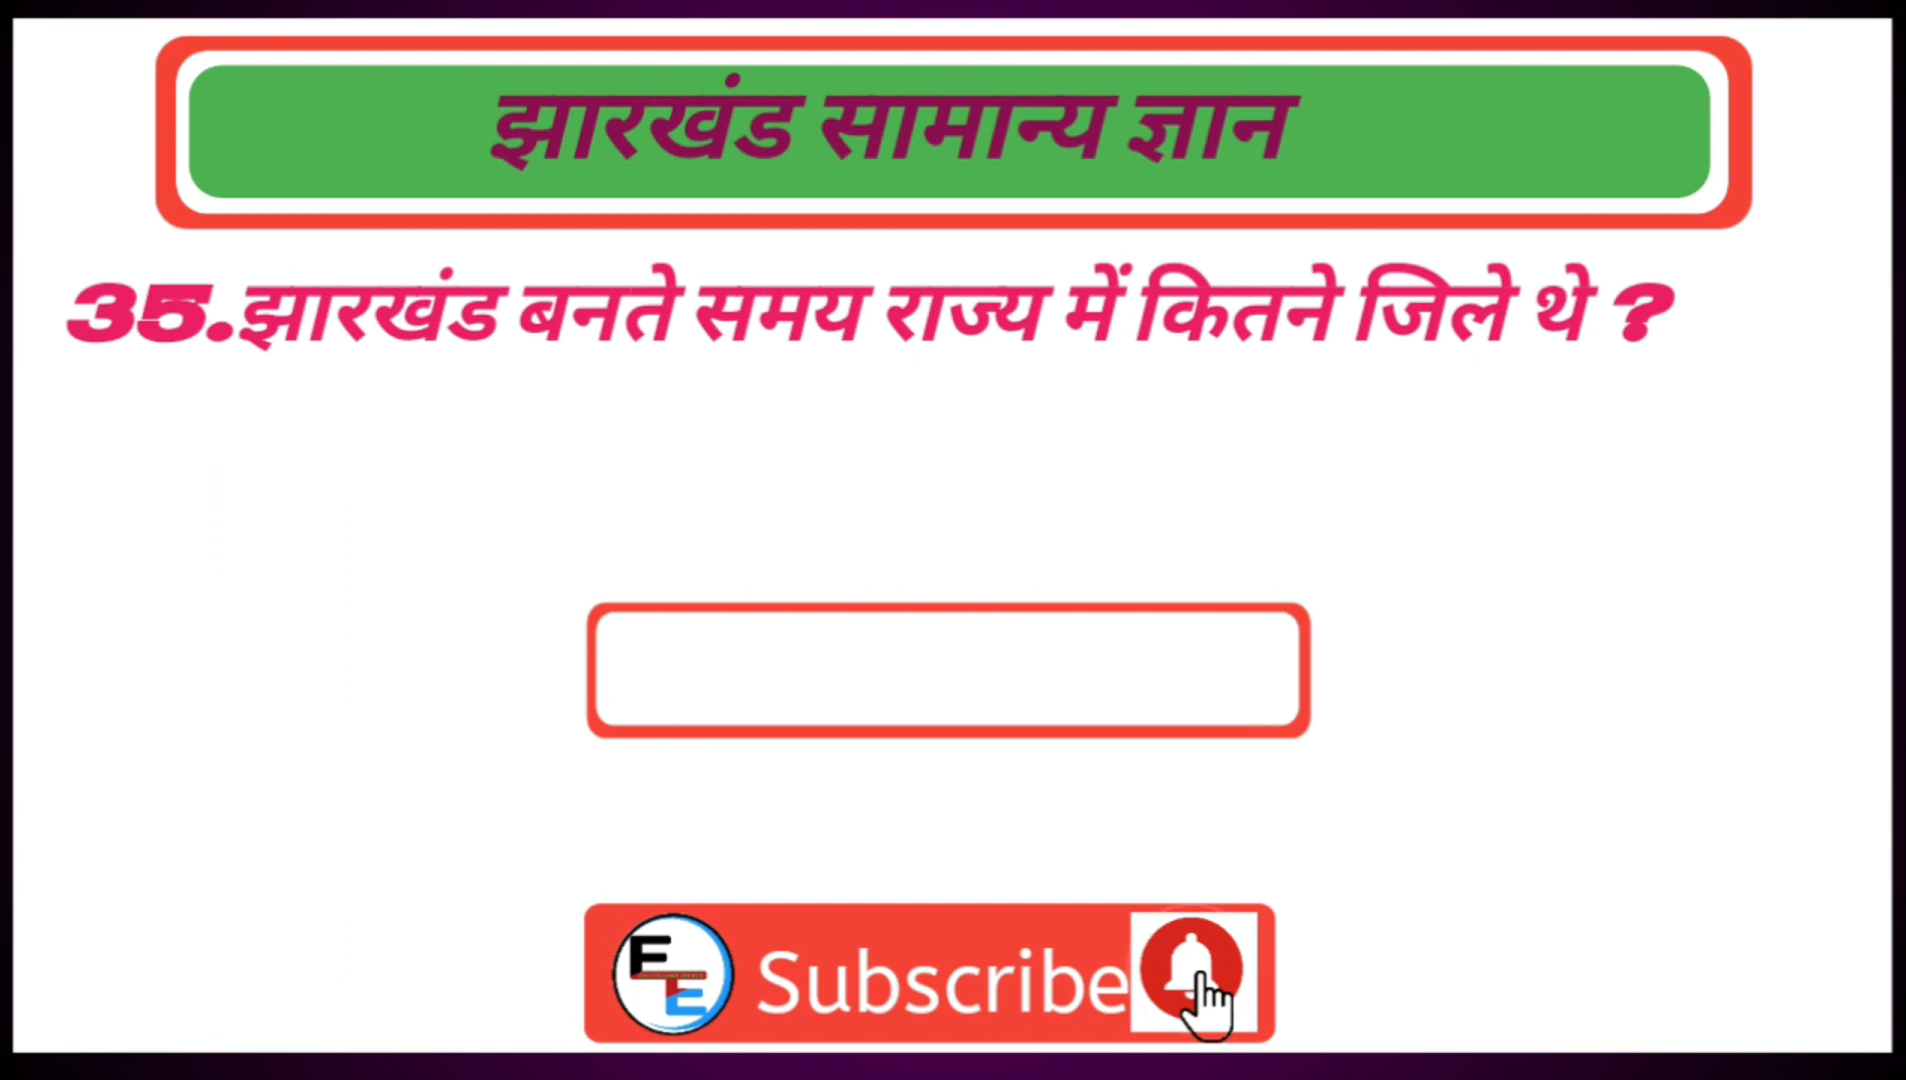 झारखंड सामान्य ज्ञान
35.झारखंड बनते समय राज्य में कितने जिले थे ?
Subscribe